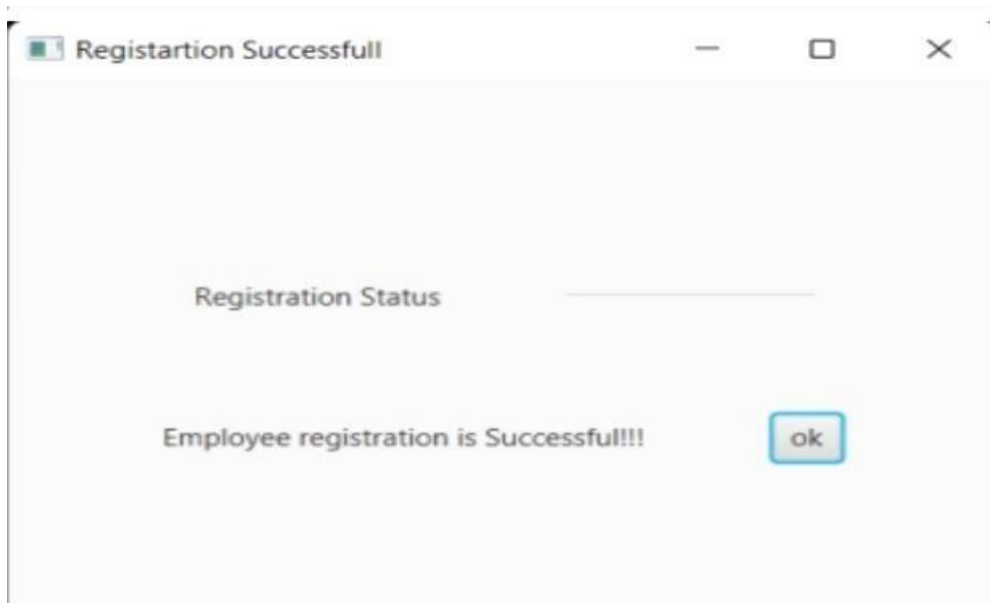 Registartion Successfull
Registration Status
Employee registration is Successful!!!
ok